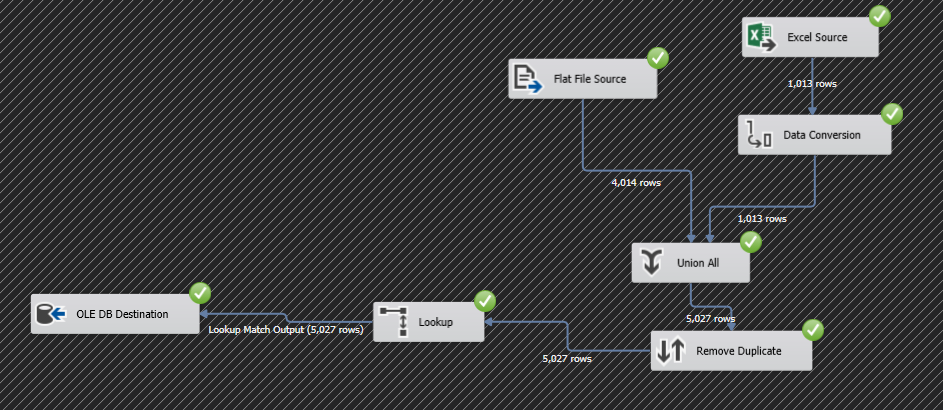 Excel Source
1,013 rows
Flat File Source
Data Conversion
4,014 rows
1,013 rows
Union All
5,027 rows
OLE DB Destination
Lookup Match Output (5,027 rows)
Lookup
5,027 rows
Remove Duplicate